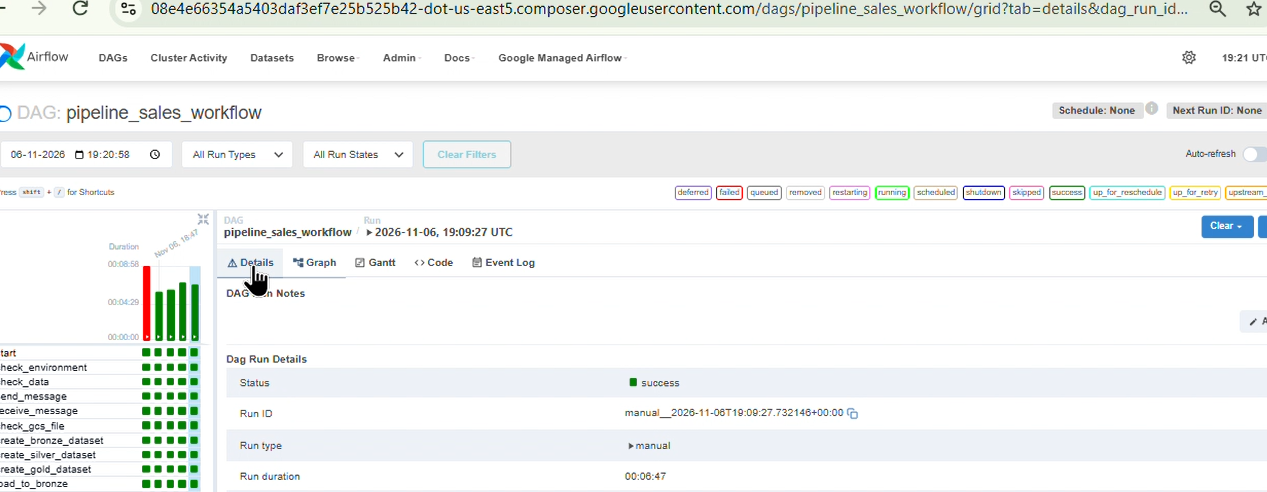 08e4e66354a5403daf3ef7e25b525b42-dot-us-east5.composer.googleusercontent.com/dags/pipeline_sales_workflow/grid?tab=details&dag_run_id...
Airflow DAGs Cluster Activity Datasets Browse Admin Docs Google Managed Airflow 19:21 UT
DAG: pipeline_sales_workflow Schedule: None Next Run ID: None
06-11-2026 19:20:58 All Run Types All Run States Clear Filters Auto-refresh
ress shift + / for Shortcuts deferred failed queued removed restarting running scheduled shutdown skipped success up_for_reschedule up_for_retry upstream_
DAG Run
pipeline_sales_workflow / 2026-11-06, 19:09:27 UTC Clear
Duration Nov 06, 18:47
00:08:58
00:04:29
00:00:00
Details Graph Gantt Code Event Log
DAG n Notes
A
tart
heck_environment
heck_data
end_message
eceive_message
heck_gcs_file
reate_bronze_dataset
reate_silver_dataset
reate_gold_dataset
oad_to_bronze
Dag Run Details
Status success
Run ID manual__2026-11-06T19:09:27.732146+00:00
Run type manual
Run duration 00:06:47